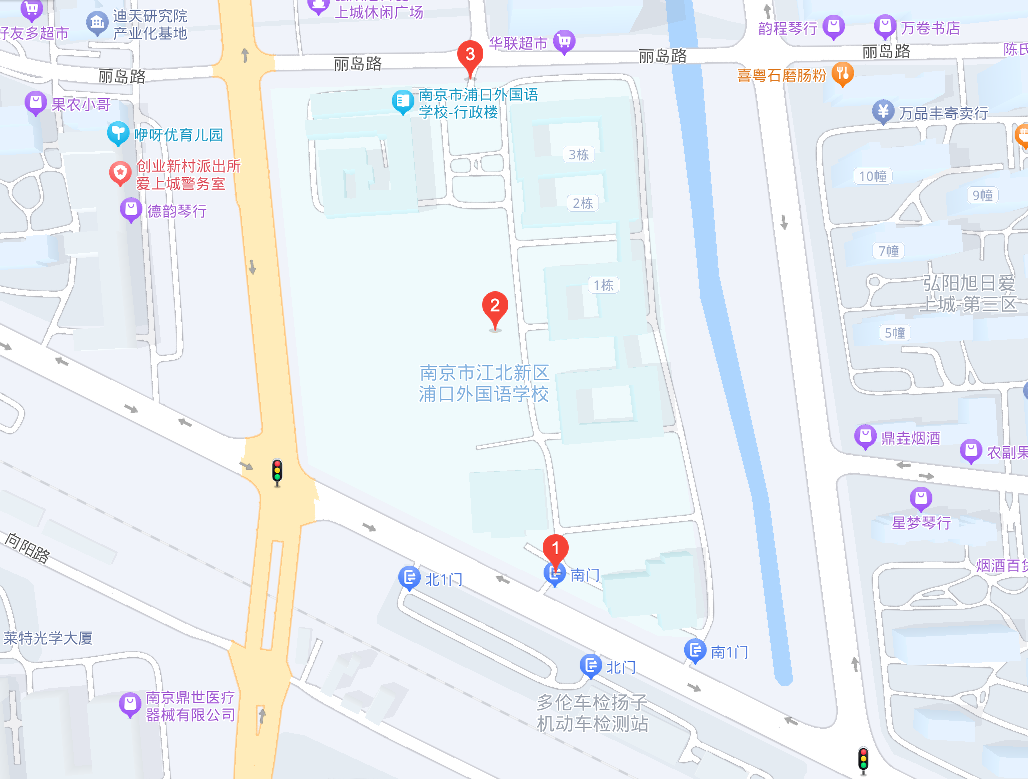 上城休闲广场
好友多超市
迪天研究院
产业化基地
韵程琴行
万卷书店
华联超市
丽岛路
丽岛路
丽岛路
丽岛路
陈氏
3
喜粤石磨肠粉
果农小哥
南京市浦口外国语
学校-行政楼
万品丰寄卖行
咿呀优育儿园
创业新村派出所
爱上城警务室
德韵琴行
3栋
2栋
1栋
10幢
9幢
7幢
5幢
弘阳旭日爱
上城-第三区
2
南京市江北新区
浦口外国语学校
鼎垚烟酒
农副果
星梦琴行
向阳路
1
南门
北1门
烟酒百货
莱特光学大厦
南1门
北门
南京鼎世医疗
器械有限公司
多伦车检扬子
机动车检测站